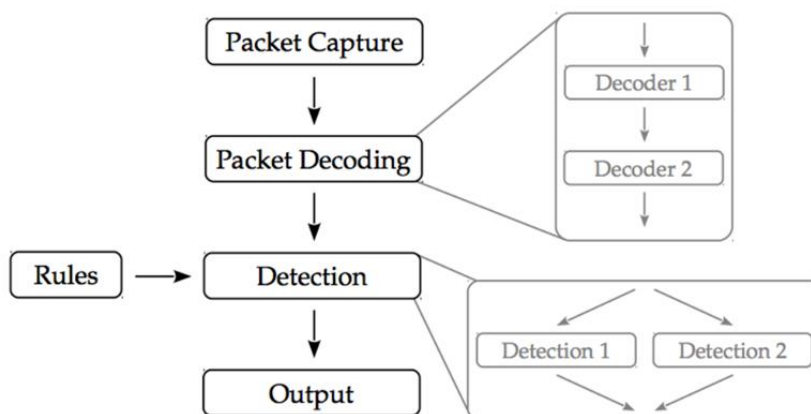 Packet Capture
Decoder 1
Packet Decoding
Decoder 2
Rules
Detection
Detection 1
Detection 2
Output